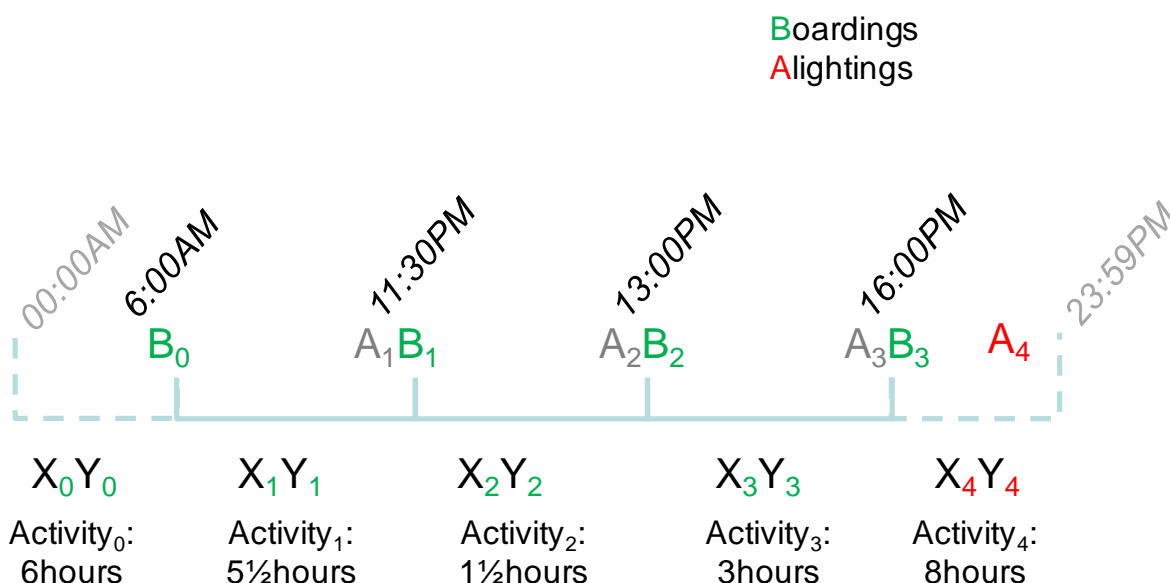 Boardings
Alightings
00:00AM
6:00AM
11:30PM
13:00PM
16:00PM
23:59PM
B₀
A₁B₁
A₂B₂
A₃B₃
A₄
X₀Y₀
X₁Y₁
X₂Y₂
X₃Y₃
X₄Y₄
Activity₀:
6hours
Activity₁:
5½hours
Activity₂:
1½hours
Activity₃:
3hours
Activity₄:
8hours